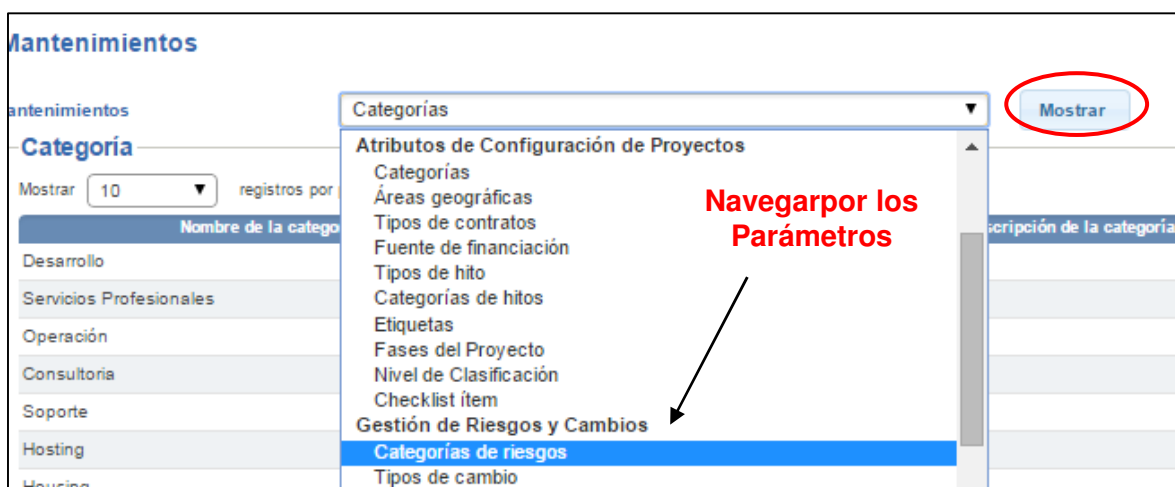 Mantenimientos
antenimientos
Categorías
Mostrar
Categoría
Mostrar 10 registros por
Nombre de la catego
scripción de la categoría
Desarrollo
Servicios Profesionales
Operación
Consultoria
Soporte
Hosting
Housing
Atributos de Configuración de Proyectos
Categorías
Áreas geográficas
Tipos de contratos
Fuente de financiación
Tipos de hito
Categorías de hitos
Etiquetas
Fases del Proyecto
Nivel de Clasificación
Checklist ítem
Gestión de Riesgos y Cambios
Categorías de riesgos
Tipos de cambio
Navegarpor los
Parámetros